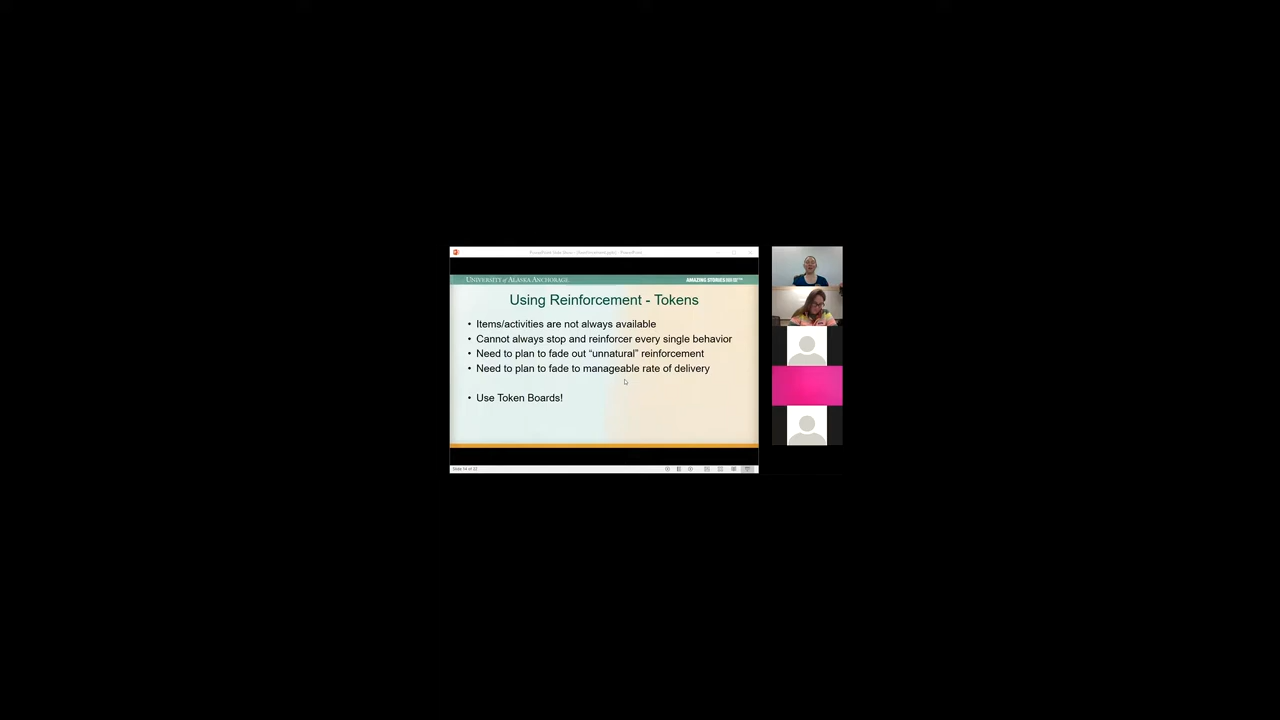 UNIVERSITY of ALASKA ANCHORAGE
Using Reinforcement - Tokens
• Items/activities are not always available
• Cannot always stop and reinforcer every single behavior
• Need to plan to fade out “unnatural” reinforcement
• Need to plan to fade to manageable rate of delivery
• Use Token Boards!